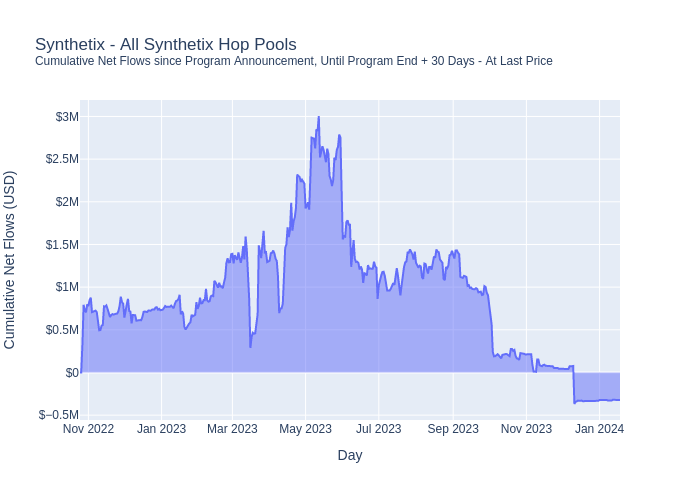 Synthetix - All Synthetix Hop Pools
Cumulative Net Flows since Program Announcement, Until Program End + 30 Days - At Last Price
Cumulative Net Flows (USD)
$3M
$2.5M
$2M
$1.5M
$1M
$0.5M
$0
$−0.5M
Nov 2022
Jan 2023
Mar 2023
May 2023
Jul 2023
Sep 2023
Nov 2023
Jan 2024
Day